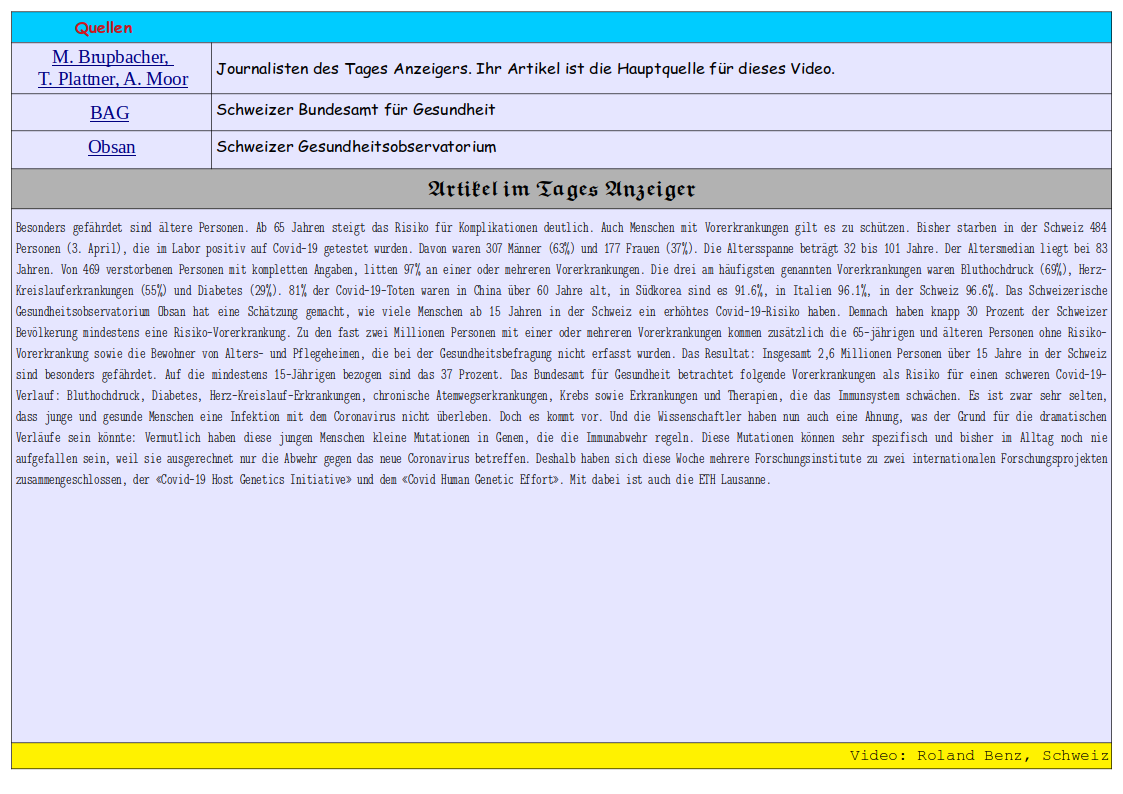 Quellen
M. Brupbacher,
T. Plattner, A. Moor
Journalisten des Tages Anzeigers. Ihr Artikel ist die Hauptquelle für dieses Video.
BAG
Schweizer Bundesamt für Gesundheit
Obsan
Schweizer Gesundheitsobservatorium
Artikel im Tages Anzeiger
Besonders gefährdet sind ältere Personen. Ab 65 Jahren steigt das Risiko für Komplikationen deutlich. Auch Menschen mit Vorerkrankungen gilt es zu schützen. Bisher starben in der Schweiz 484
Personen (3. April), die im Labor positiv auf Covid-19 getestet wurden. Davon waren 307 Männer (63%) und 177 Frauen (37%). Die Altersspanne beträgt 32 bis 101 Jahre. Der Altersmedian liegt bei 83
Jahren. Von 469 verstorbenen Personen mit kompletten Angaben, litten 97% an einer oder mehreren Vorerkrankungen. Die drei am häufigsten genannten Vorerkrankungen waren Bluthochdruck (69%), Herz-
Kreislauferkrankungen (55%) und Diabetes (29%). 81% der Covid-19-Toten waren in China über 60 Jahre alt, in Südkorea sind es 91.6%, in Italien 96.1%, in der Schweiz 96.6%. Das Schweizerische
Gesundheitsobservatorium Obsan hat eine Schätzung gemacht, wie viele Menschen ab 15 Jahren in der Schweiz ein erhöhtes Covid-19-Risiko haben. Demnach haben knapp 30 Prozent der Schweizer
Bevölkerung mindestens eine Risiko-Vorerkrankung. Zu den fast zwei Millionen Personen mit einer oder mehreren Vorerkrankungen kommen zusätzlich die 65-jährigen und älteren Personen ohne Risiko-
Vorerkrankung sowie die Bewohner von Alters- und Pflegeheimen, die bei der Gesundheitsbefragung nicht erfasst wurden. Das Resultat: Insgesamt 2,6 Millionen Personen über 15 Jahre in der Schweiz
sind besonders gefährdet. Auf die mindestens 15-Jährigen bezogen sind das 37 Prozent. Das Bundesamt für Gesundheit betrachtet folgende Vorerkrankungen als Risiko für einen schweren Covid-19-
Verlauf: Bluthochdruck, Diabetes, Herz-Kreislauf-Erkrankungen, chronische Atemwegserkrankungen, Krebs sowie Erkrankungen und Therapien, die das Immunsystem schwächen. Es ist zwar sehr selten,
dass junge und gesunde Menschen eine Infektion mit dem Coronavirus nicht überleben. Doch es kommt vor. Und die Wissenschaftler haben nun auch eine Ahnung, was der Grund für die dramatischen
Verläufe sein könnte: Vermutlich haben diese jungen Menschen kleine Mutationen in Genen, die die Immunabwehr regeln. Diese Mutationen können sehr spezifisch und bisher im Alltag noch nie
aufgefallen sein, weil sie ausgerechnet nur die Abwehr gegen das neue Coronavirus betreffen. Deshalb haben sich diese Woche mehrere Forschungsinstitute zu zwei internationalen Forschungsprojekten
zusammengeschlossen, der «Covid-19 Host Genetics Initiative» und dem «Covid Human Genetic Effort». Mit dabei ist auch die ETH Lausanne.
Video: Roland Benz, Schweiz